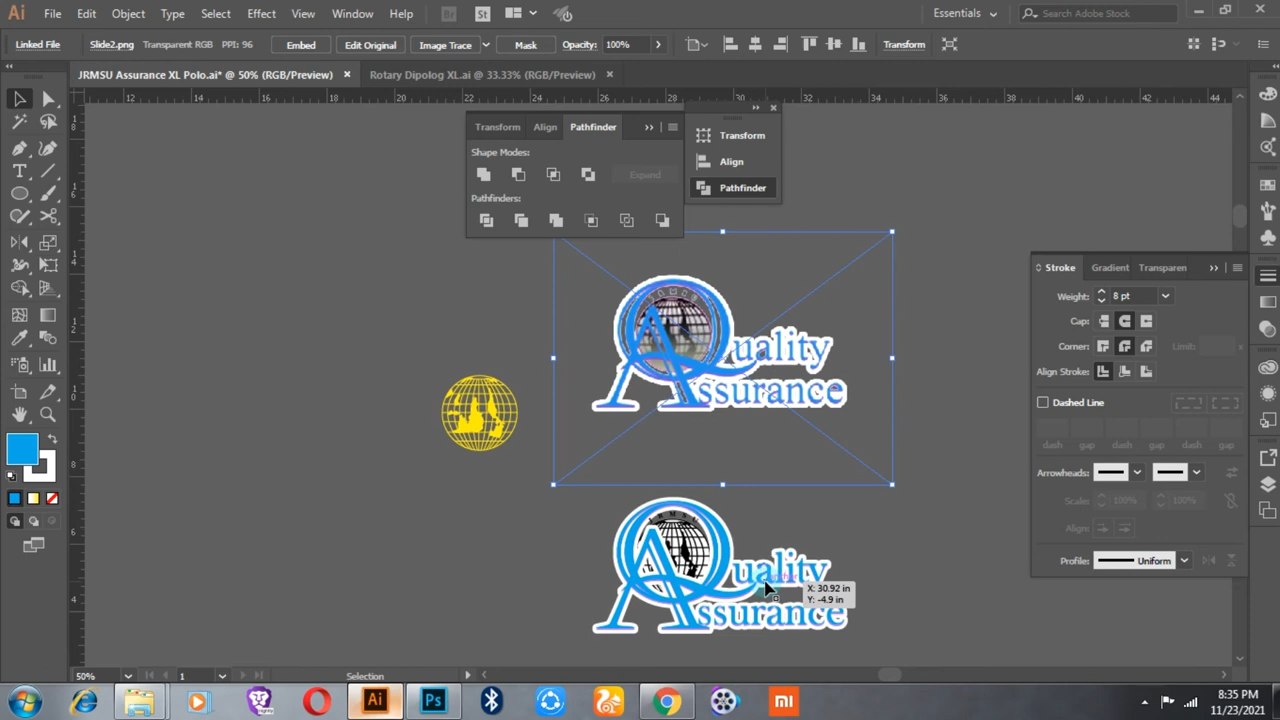 Ai File Edit Object Type Select Effect View Window Help Br St Essentials Search Adobe Stock
Linked File Slide2.png Transparent RGB PPI: 96 Embed Edit Original Image Trace Mask Opacity: 100% Transform
JRMSU Assurance XL Polo.ai* @ 50% (RGB/Preview) × Rotary Dipolog XL.ai @ 33.33% (RGB/Preview) ×
12 14 16 18 20 22 24 26 28 30 32 34 36 38 40 42 44
Transform Align Pathfinder
Shape Modes:
Expand
Pathfinders:
Transform
Align
Pathfinder
Quality
Assurance
JRMSU
Quality
Assurance
X: 30.92 in
Y: -4.9 in
Stroke Gradient Transparen
Weight: 8 pt
Cap:
Corner: Limit: x
Align Stroke:
Dashed Line
dash gap dash gap dash gap
Arrowheads:
Scale: 100% 100%
Align:
Profile: Uniform
50% 1 Selection
Ai Ps mi
8:35 PM
11/23/2021